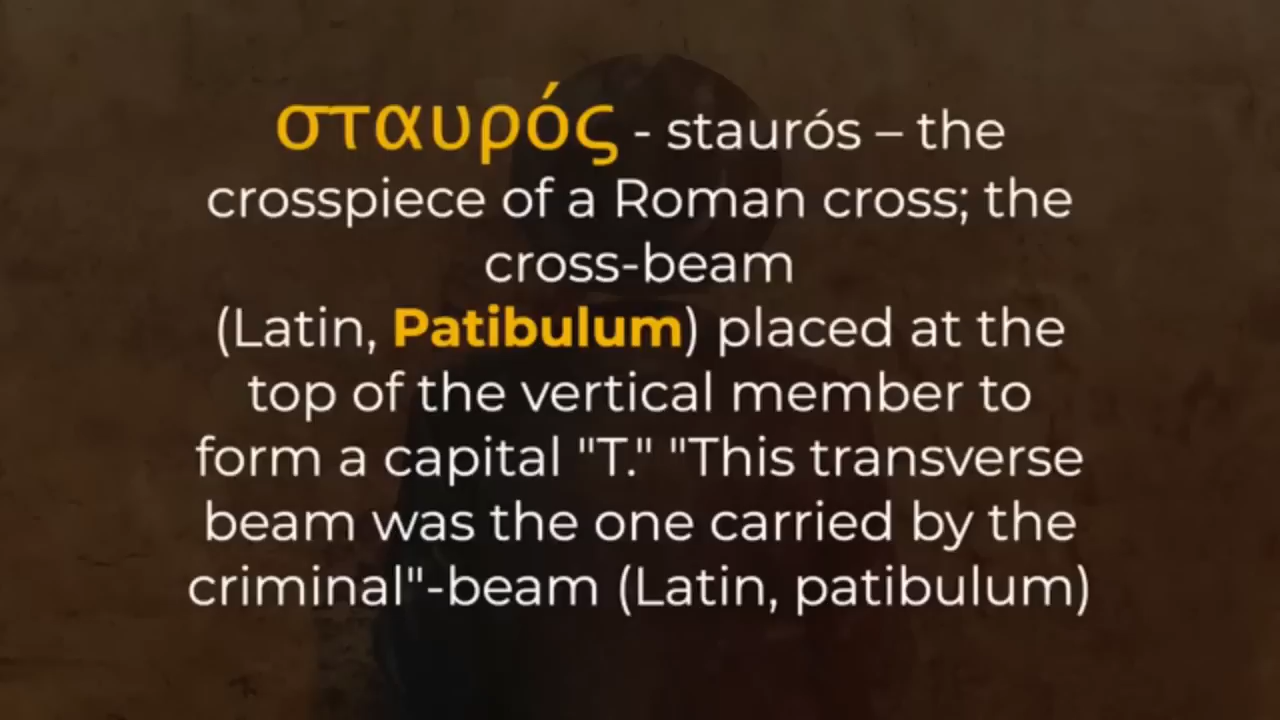 σταυρός - staurós – the
crosspiece of a Roman cross; the
cross-beam
(Latin, Patibulum) placed at the
top of the vertical member to
form a capital "T." "This transverse
beam was the one carried by the
criminal"-beam (Latin, patibulum)